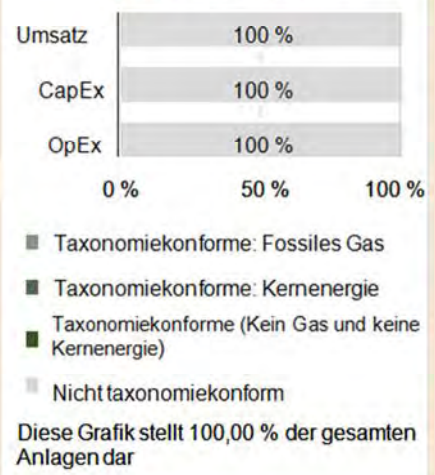 Umsatz 100 %
CapEx 100 %
OpEx 100 %
0 % 50 % 100 %
Taxonomiekonforme: Fossiles Gas
Taxonomiekonforme: Kernenergie
Taxonomiekonforme (Kein Gas und keine
Kernenergie)
Nicht taxonomiekonform
Diese Grafik stellt 100,00 % der gesamten
Anlagen dar